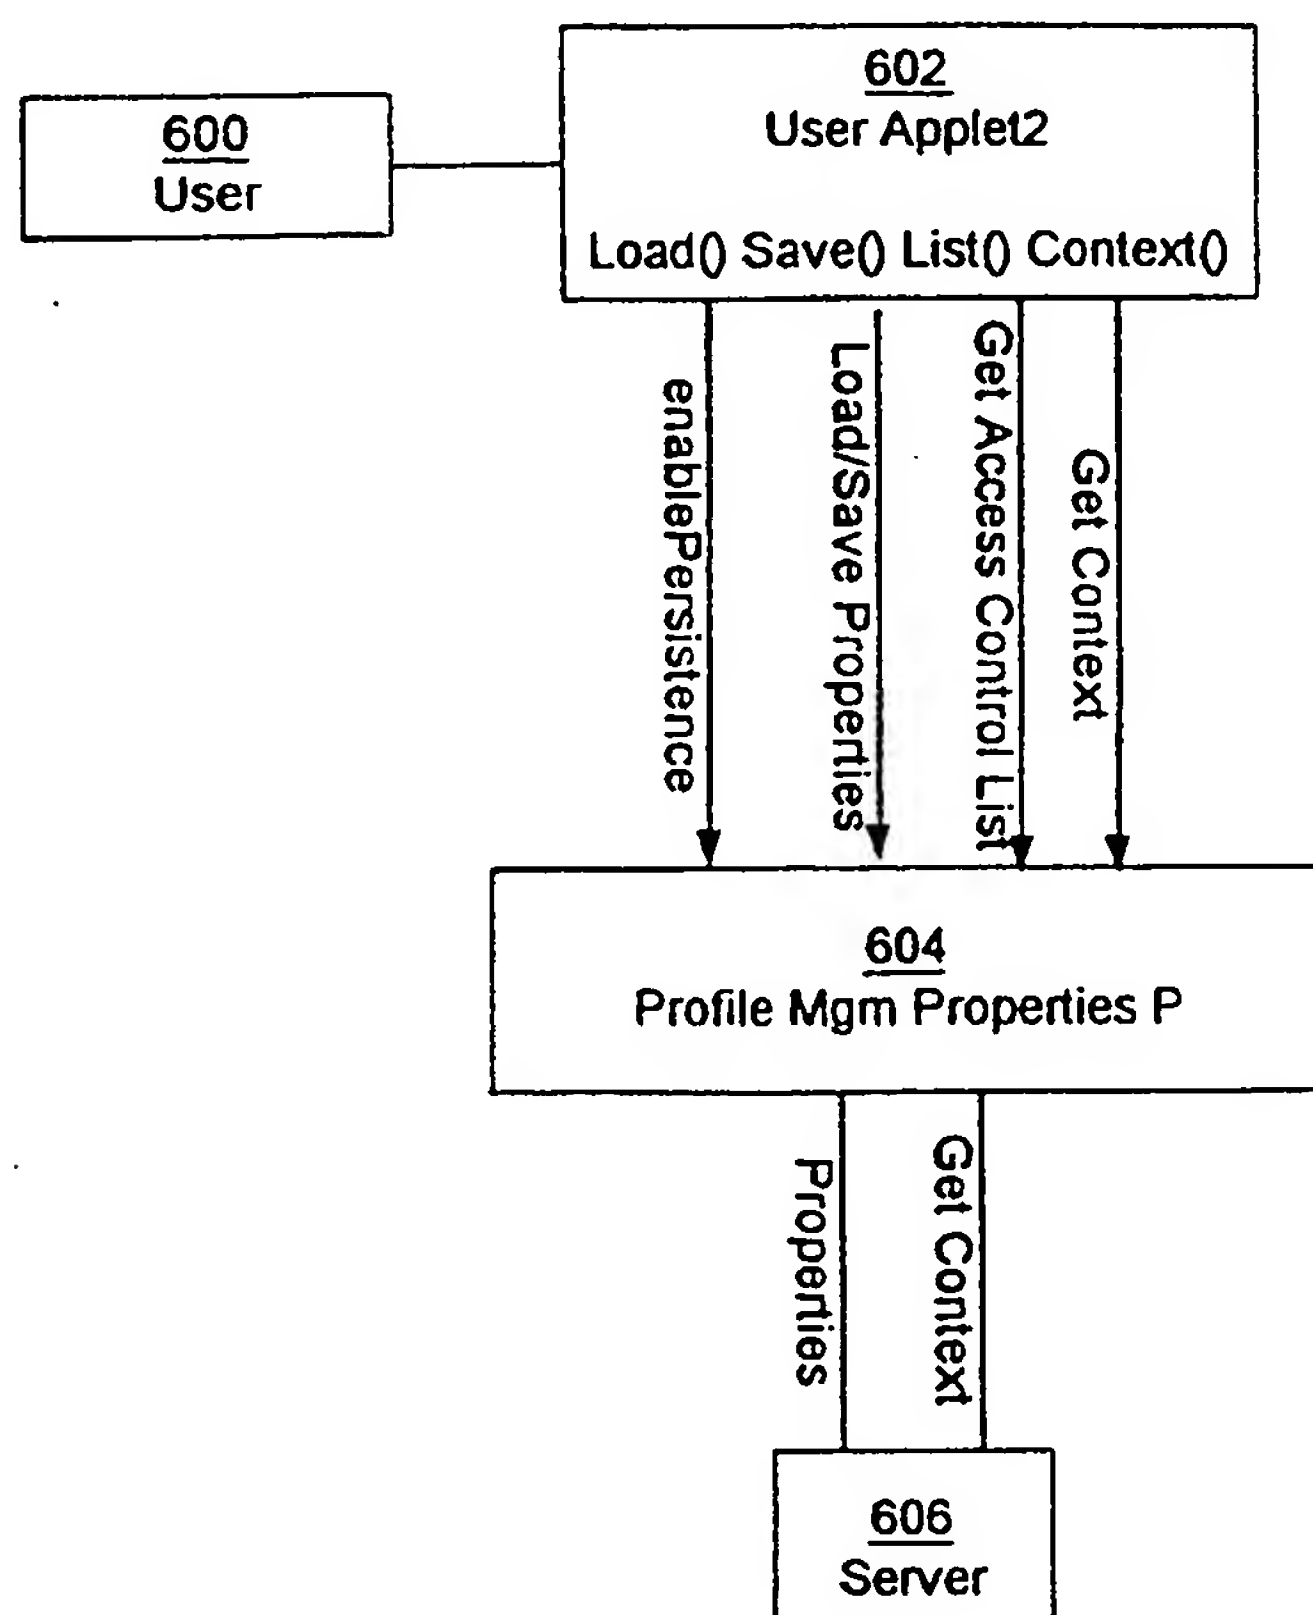 602
User Applet2
600
User
Load() Save() List() Context()
enablePersistence
Load/Save Properties
Get Access Control List
Get Context
604
Profile Mgm Properties P
Properties
Get Context
606
Server